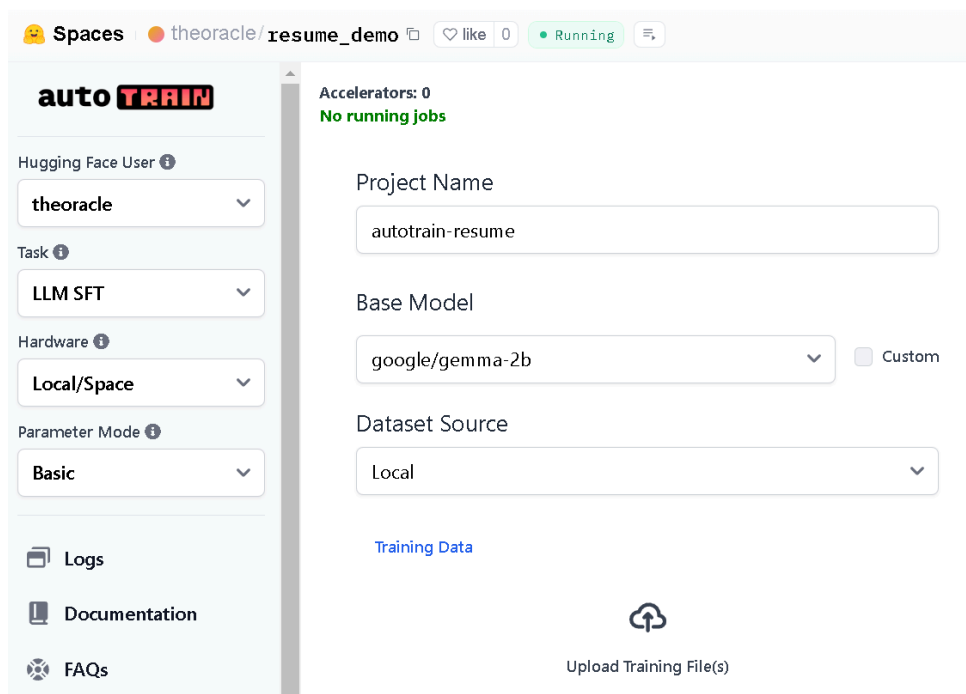 Spaces theoracle/resume_demo like 0 Running
auto TRAIN
Hugging Face User
theoracle
Task
LLM SFT
Hardware
Local/Space
Parameter Mode
Basic
Logs
Documentation
FAQs
Accelerators: 0
No running jobs
Project Name
autotrain-resume
Base Model
google/gemma-2b Custom
Dataset Source
Local
Training Data
Upload Training File(s)